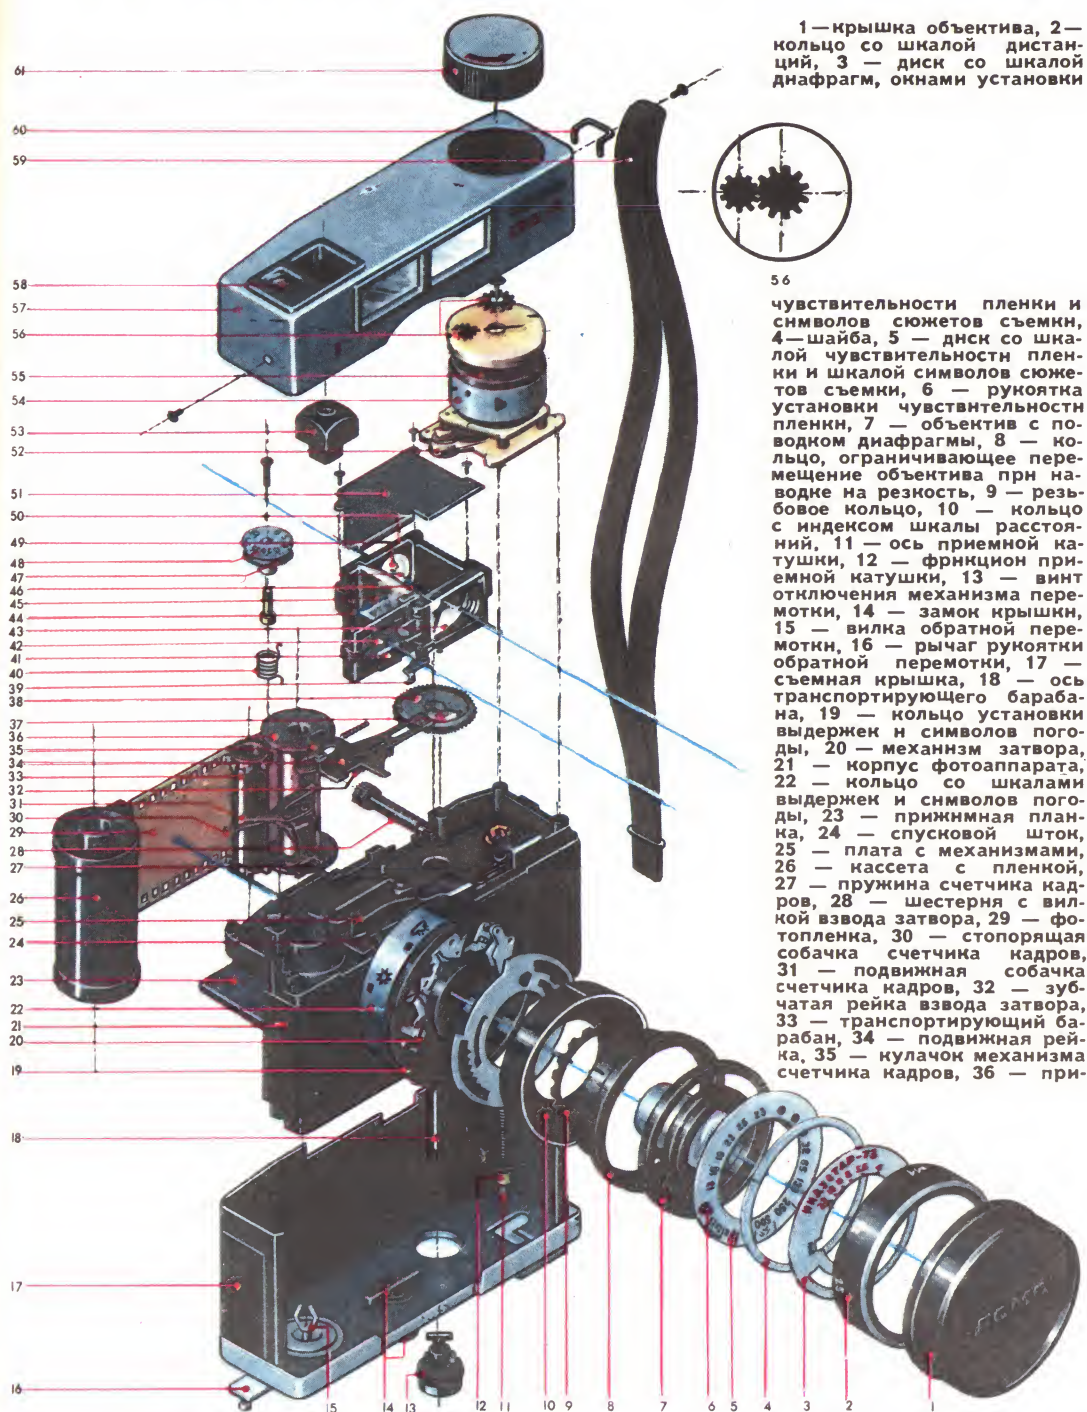 1—крышка объектива, 2—
кольцо со шкалой дистан-
ций, 3 — диск со шкалой
диафрагм, окнами установки
56
чувствительности пленки и
символов сюжетов съемки,
4—шайба, 5 — диск со шка-
лой чувствительности плен-
ки и шкалой символов сюже-
тов съемки, 6 — рукоятка
установки чувствительности
пленки, 7 — объектив с по-
водком диафрагмы, 8 — ко-
льцо, ограничивающее пере-
мещение объектива при на-
водке на резкость, 9 — резь-
бовое кольцо, 10 — кольцо
с индексом шкалы расстоя-
ний, 11 — ось приемной ка-
тушки, 12 — фрикцион при-
емной катушки, 13 — винт
отключения механизма пере-
мотки, 14 — замок крышки,
15 — вилка обратной пере-
мотки, 16 — рычаг рукоятки
обратной перемотки, 17 —
съемная крышка, 18 — ось
транспортирующего бараба-
на, 19 — кольцо установки
выдержек и символов пого-
ды, 20 — механизм затвора,
21 — корпус фотоаппарата,
22 — кольцо со шкалами
выдержек и символов пого-
ды, 23 — прижимная план-
ка, 24 — спусковой шток,
25 — плата с механизмами,
26 — кассета с пленкой,
27 — пружина счетчика кад-
ров, 28 — шестерня с вил-
кой взвода затвора, 29 — фо-
топленка, 30 — стопорящая
собачка счетчика кадров,
31 — подвижная собачка
счетчика кадров, 32 — зуб-
чатая рейка взвода затвора,
33 — транспортирующий ба-
рабан, 34 — подвижная рей-
ка, 35 — кулачок механизма
счетчика кадров, 36 — при-
61
60
59
58
57
56
55
54
53
52
51
50
49
48
47
46
45
44
43
42
41
40
39
38
37
36
35
34
33
32
31
30
29
28
27
26
25
24
23
22
21
20
19
18
17
16
15 14 13 12 11 10 9 8 7 6 5 4 3 2 1